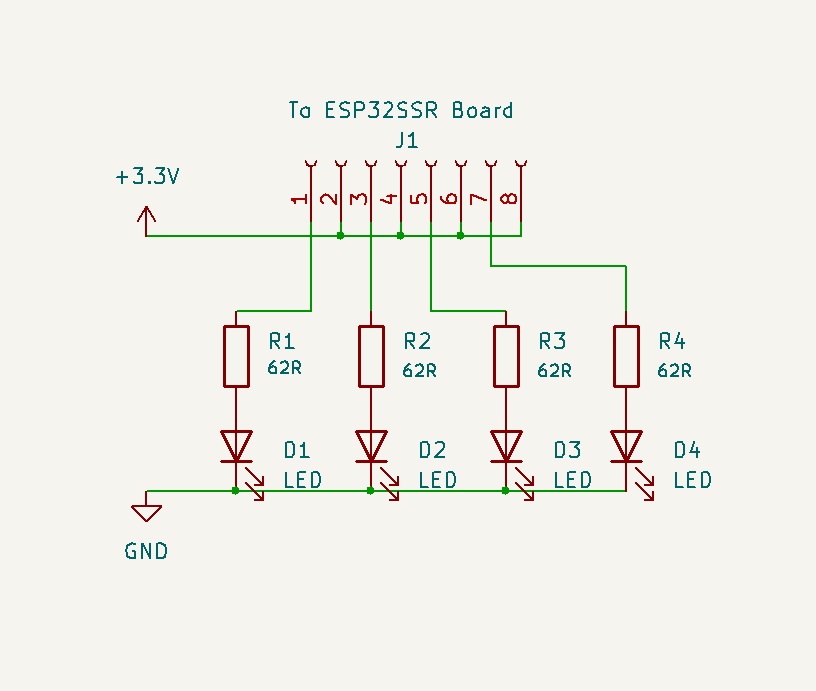 To ESP32SSR Board
J1
+3.3V
1 2 3 4 5 6 7 8
R1
62R
R2
62R
R3
62R
R4
62R
D1
LED
D2
LED
D3
LED
D4
LED
GND